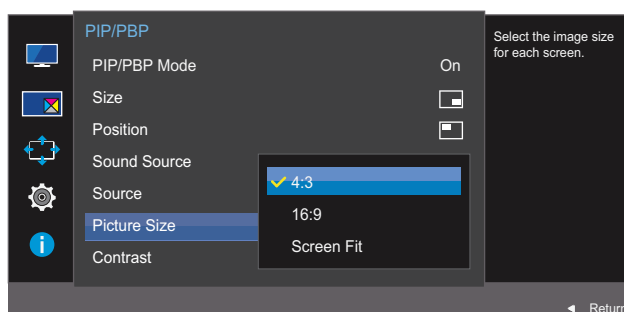 PIP/PBP
Select the image size
for each screen.
PIP/PBP Mode On
Size
Position
Sound Source
Source
4:3
16:9
Picture Size
Screen Fit
Contrast
Return